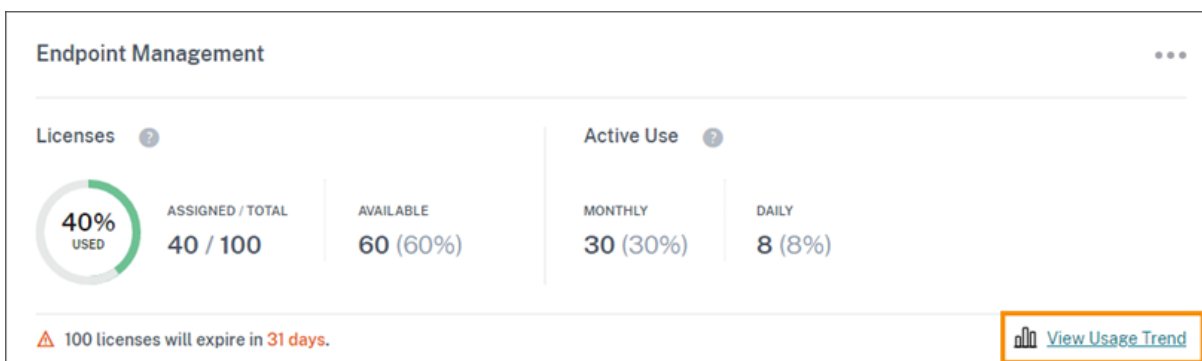 Endpoint Management
Licenses ?
Active Use ?
40%
USED
ASSIGNED / TOTAL
40 / 100
AVAILABLE
60 (60%)
MONTHLY
30 (30%)
DAILY
8 (8%)
100 licenses will expire in 31 days.
View Usage Trend